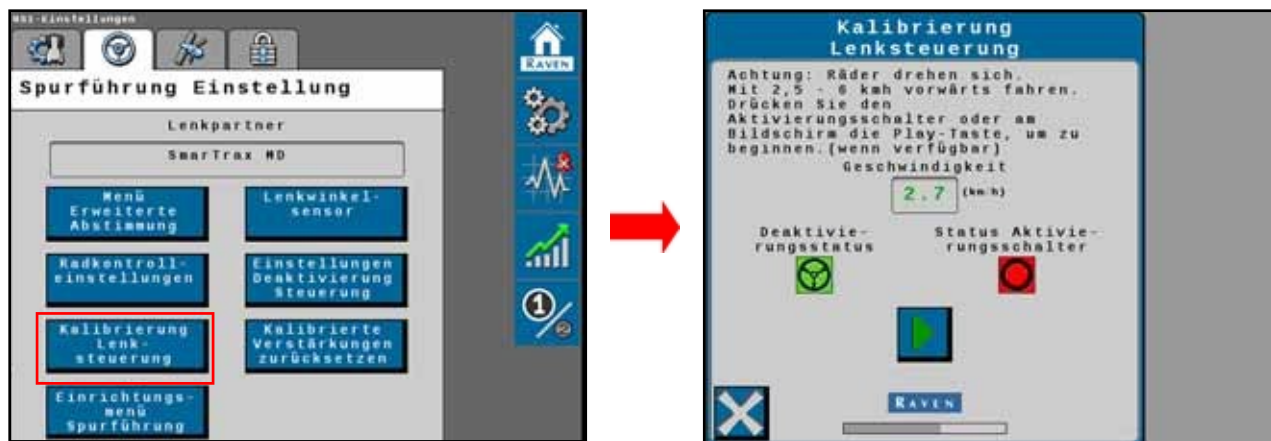 MSI-Einstellungen
Spurführung Einstellung
Lenkpartner
SmarTrax MD
Menü
Erweiterte
Abstimmung
Lenkwinkel-
sensor
Radkontroll-
einstellungen
Einstellungen
Deaktivierung
Steuerung
Kalibrierung
Lenk-
steuerung
Kalibrierte
Verstärkungen
zurücksetzen
Einrichtungs-
menü
Spurführung
RAVEN
1/2
Kalibrierung
Lenksteuerung
Achtung: Räder drehen sich.
Mit 2,5 - 6 kmh vorwärts fahren.
Drücken Sie den
Aktivierungsschalter oder am
Bildschirm die Play-Taste, um zu
beginnen.(wenn verfügbar)
Geschwindigkeit
2.7 (km/h)
Deaktivie-
rungsstatus
Status Aktivie-
rungsschalter
RAVEN